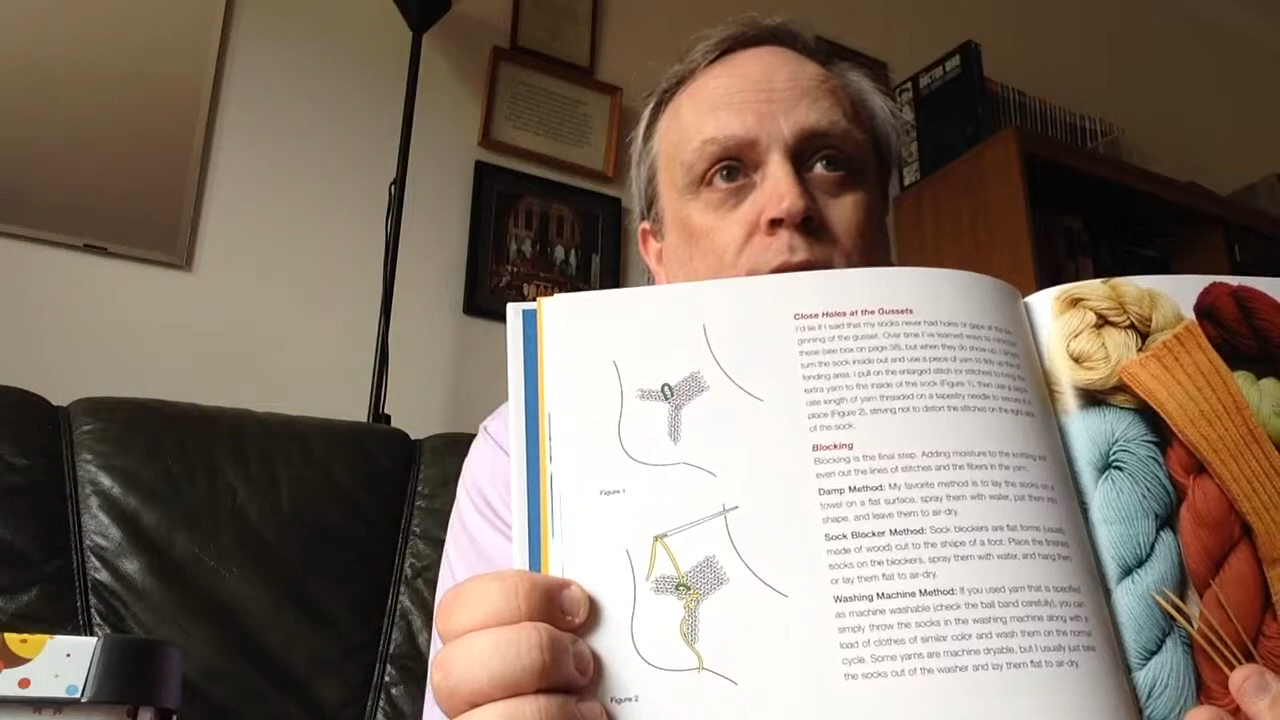 DOCTOR WHO
Close Holes at the Gussets
I'd lie if I said that my socks never had holes or gaps at the be-
ginning of the gusset. Over time I've learned ways to minimize
these (see box on page 38), but when they do show up, I simply
turn the sock inside out and use a piece of yarn to tidy up the of-
fending area. I pull on the enlarged stitch (or stitches) to bring the
extra yarn to the inside of the sock (Figure 1), then use a sepa-
rate length of yarn threaded on a tapestry needle to secure it in
place (Figure 2), striving not to distort the stitches on the right side
of the sock.
Figure 1
Blocking
Blocking is the final step. Adding moisture to the knitting will
even out the lines of stitches and the fibers in the yarn.
Damp Method: My favorite method is to lay the socks on a
towel on a flat surface, spray them with water, pat them into
shape, and leave them to air-dry.
Sock Blocker Method: Sock blockers are flat forms (usually
made of wood) cut to the shape of a foot. Place the finished
socks on the blockers, spray them with water, and hang them
or lay them flat to air-dry.
Washing Machine Method: If you used yarn that is specified
as machine washable (check the ball band carefully), you can
simply throw the socks in the washing machine along with a
load of clothes of similar color and wash them on the normal
cycle. Some yarns are machine dryable, but I usually just take
the socks out of the washer and lay them flat to air-dry.
Figure 2